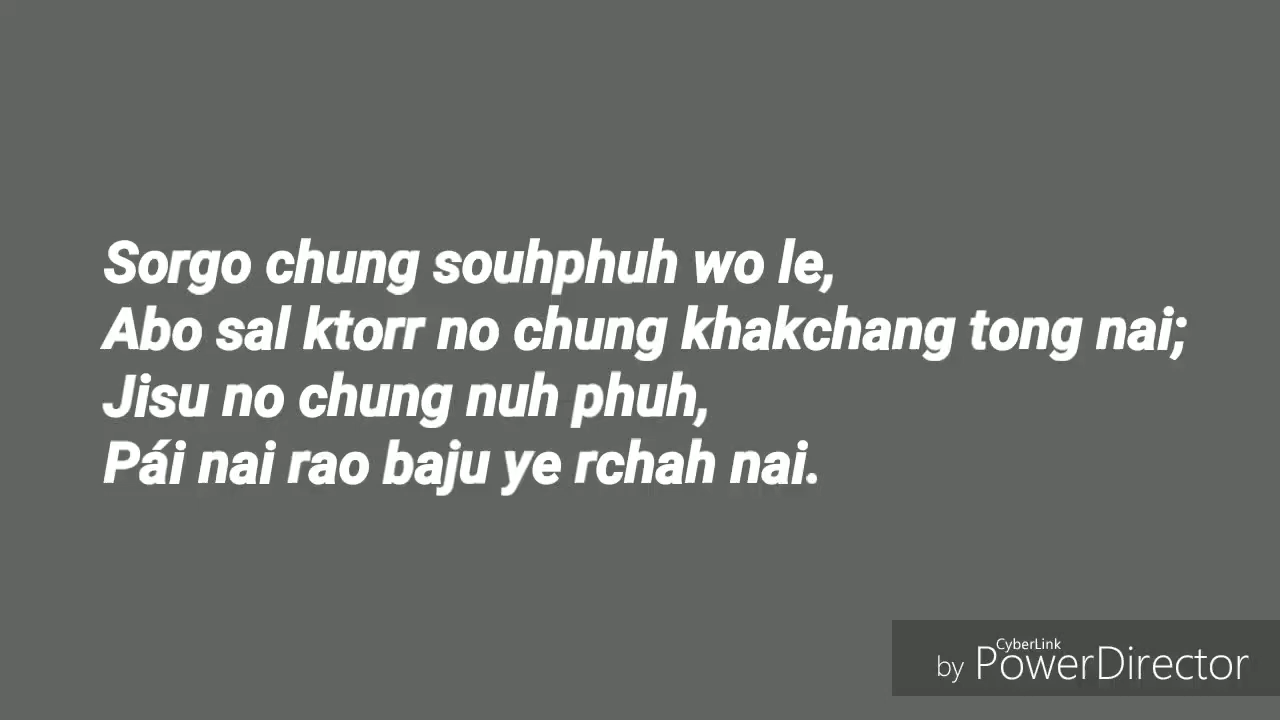 Sorgo chung souhphuh wo le,
Abo sal ktorr no chung khakchang tong nai;
Jisu no chung nuh phuh,
Pái nai rao baju ye rchah nai.
CyberLink
by PowerDirector